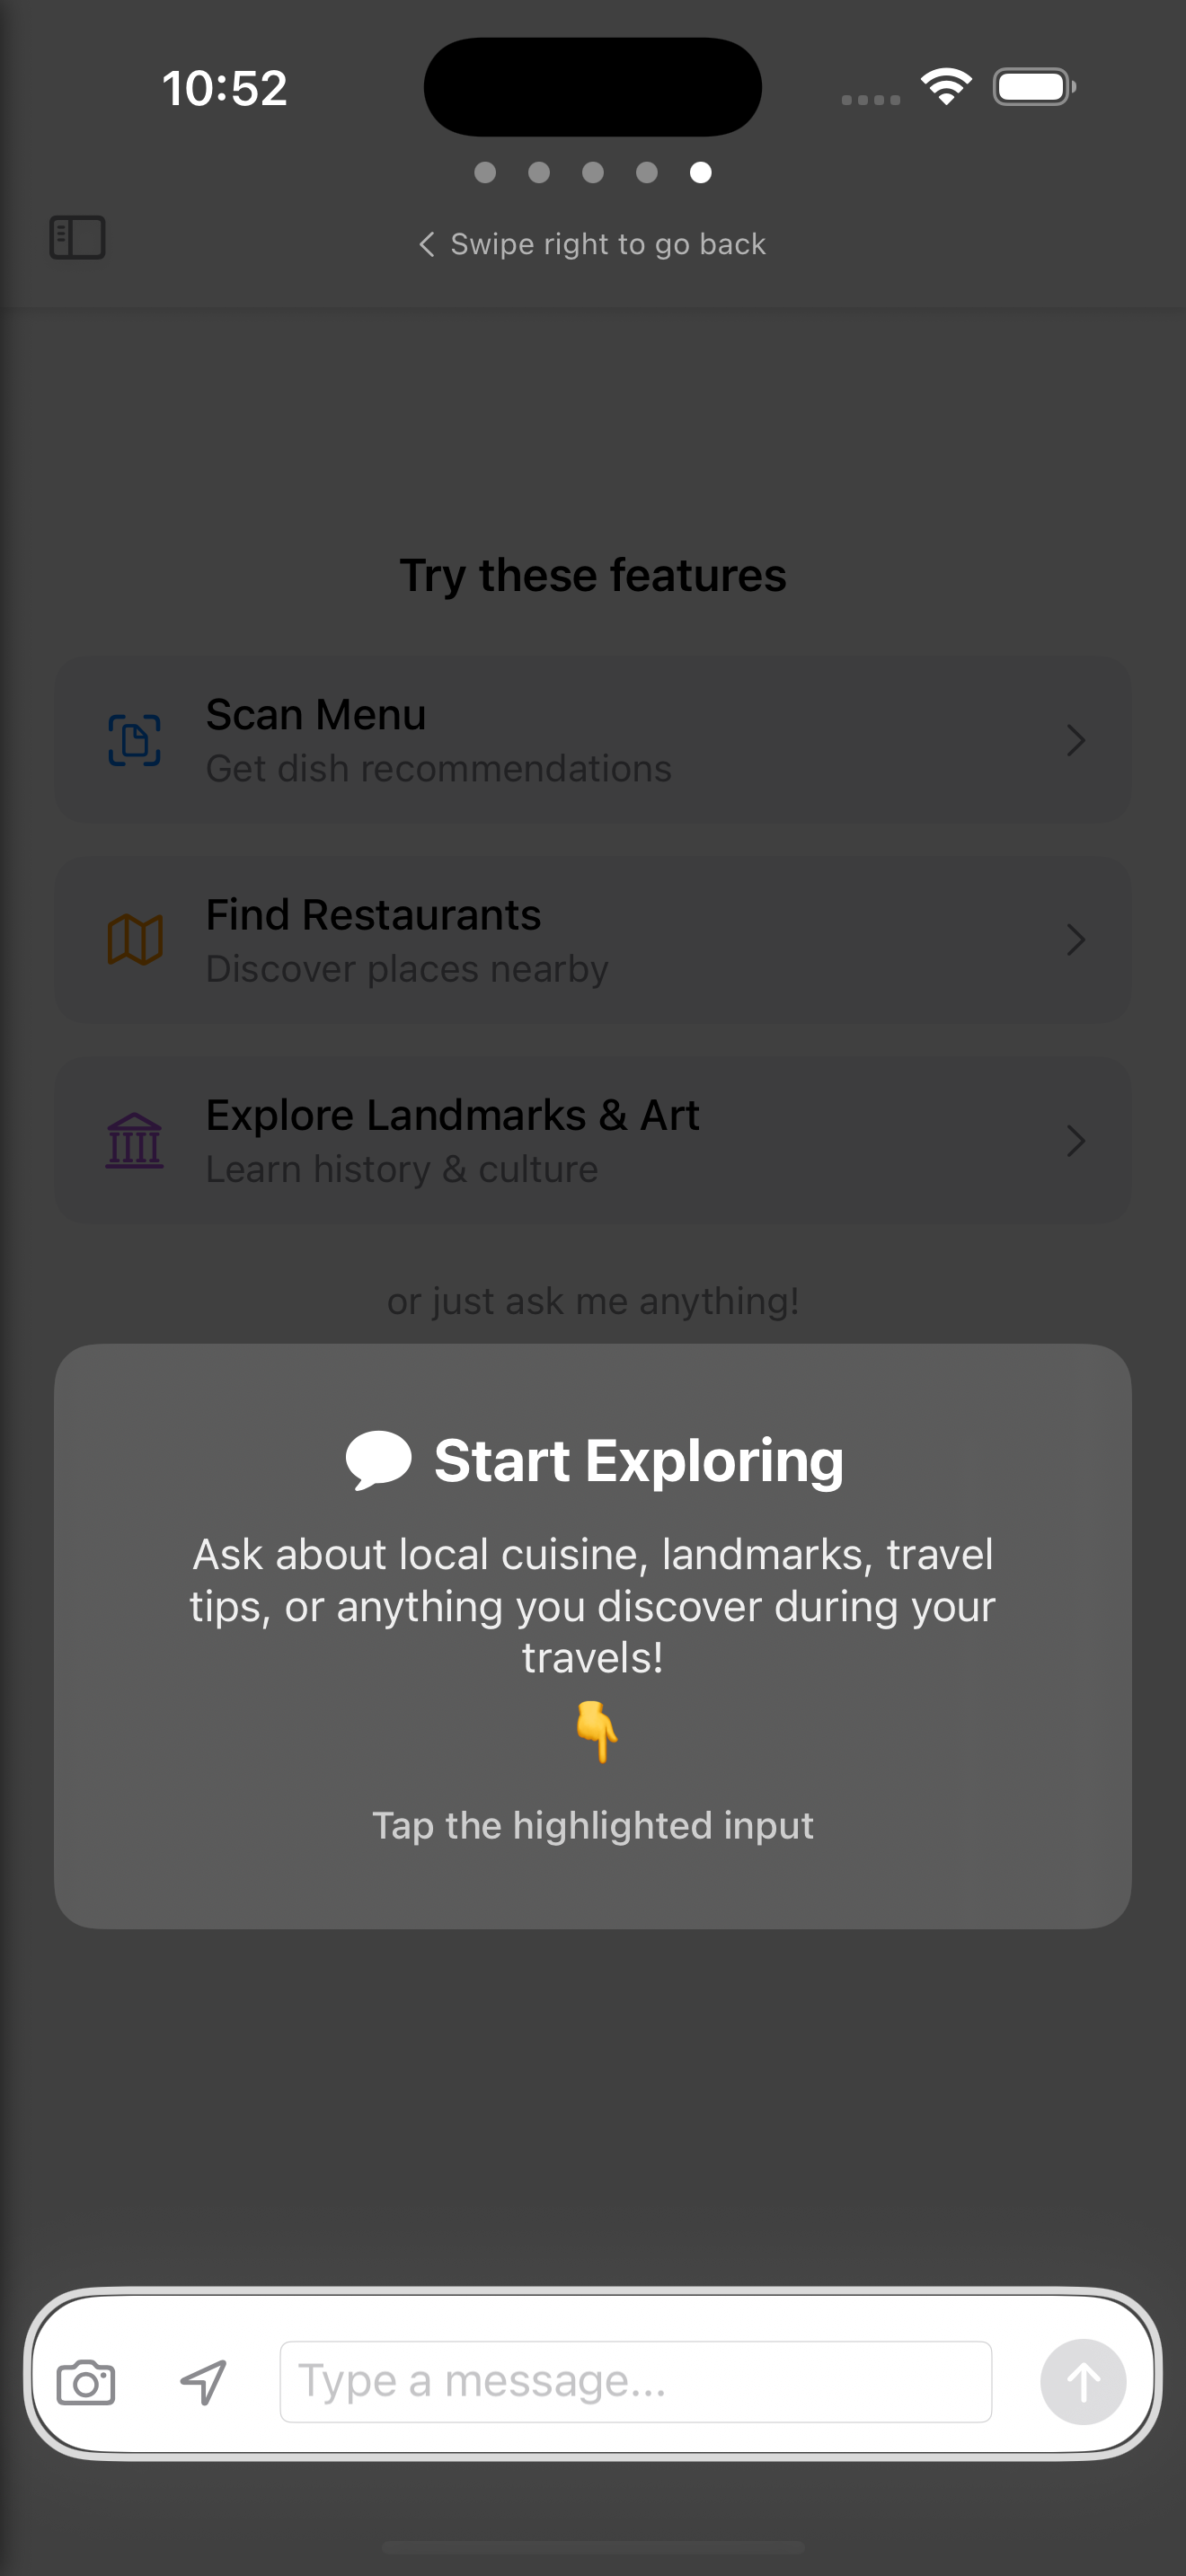 10:52
Swipe right to go back
Try these features
Scan Menu
Get dish recommendations
Find Restaurants
Discover places nearby
Explore Landmarks & Art
Learn history & culture
or just ask me anything!
Start Exploring
Ask about local cuisine, landmarks, travel
tips, or anything you discover during your
travels!
Tap the highlighted input
Type a message...